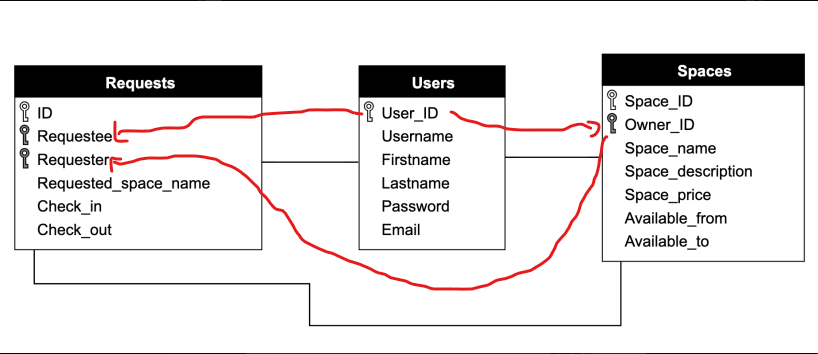 Requests
ID
Requestee
Requester
Requested_space_name
Check_in
Check_out
Users
User_ID
Username
Firstname
Lastname
Password
Email
Spaces
Space_ID
Owner_ID
Space_name
Space_description
Space_price
Available_from
Available_to